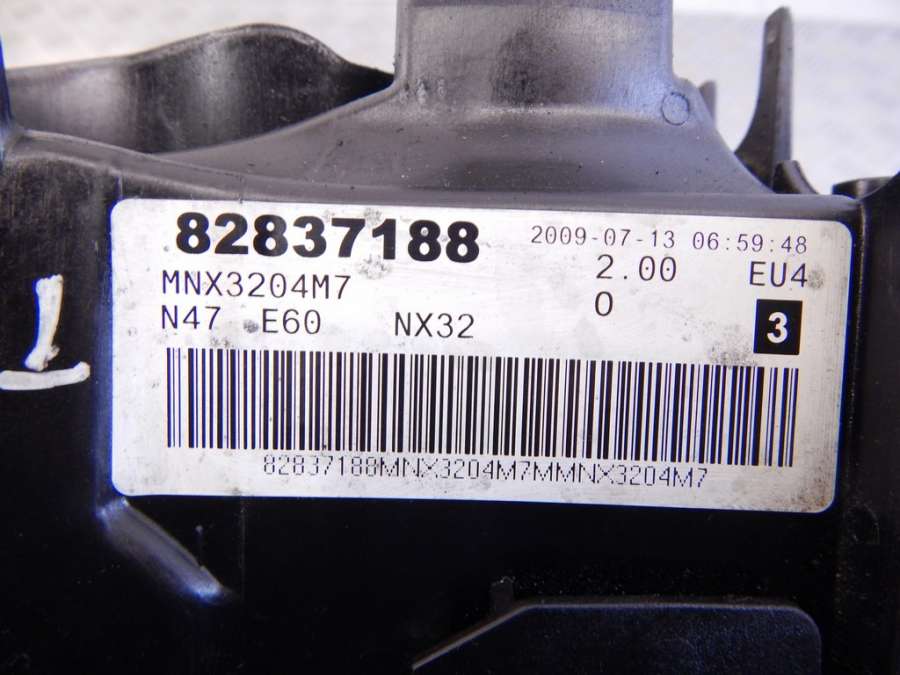 82837188 2009-07-13 06:59:48
MNX3204M7 2.00 EU4
N47 E60 NX32 0 3
82837188MNX3204M7MMNX3204M7